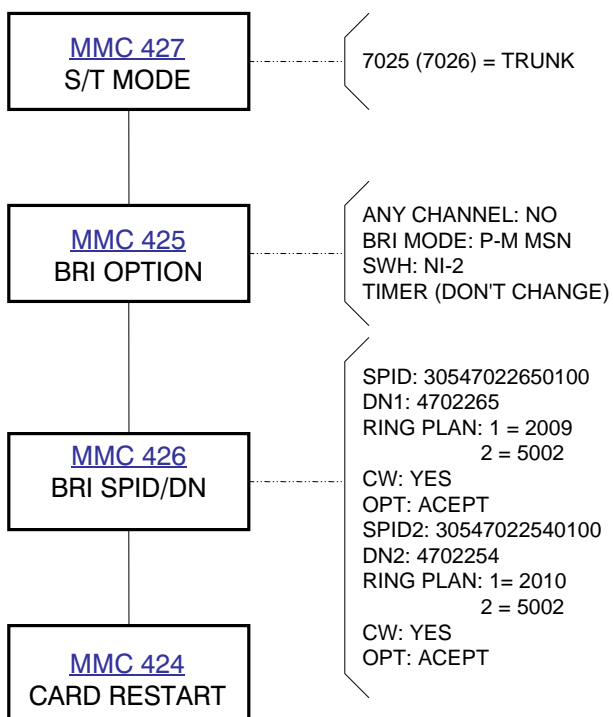 MMC 427
S/T MODE
7025 (7026) = TRUNK
MMC 425
BRI OPTION
ANY CHANNEL: NO
BRI MODE: P-M MSN
SWH: NI-2
TIMER (DON'T CHANGE)
MMC 426
BRI SPID/DN
SPID: 30547022650100
DN1: 4702265
RING PLAN: 1 = 2009
2 = 5002
CW: YES
OPT: ACEPT
SPID2: 30547022540100
DN2: 4702254
RING PLAN: 1= 2010
2 = 5002
CW: YES
OPT: ACEPT
MMC 424
CARD RESTART